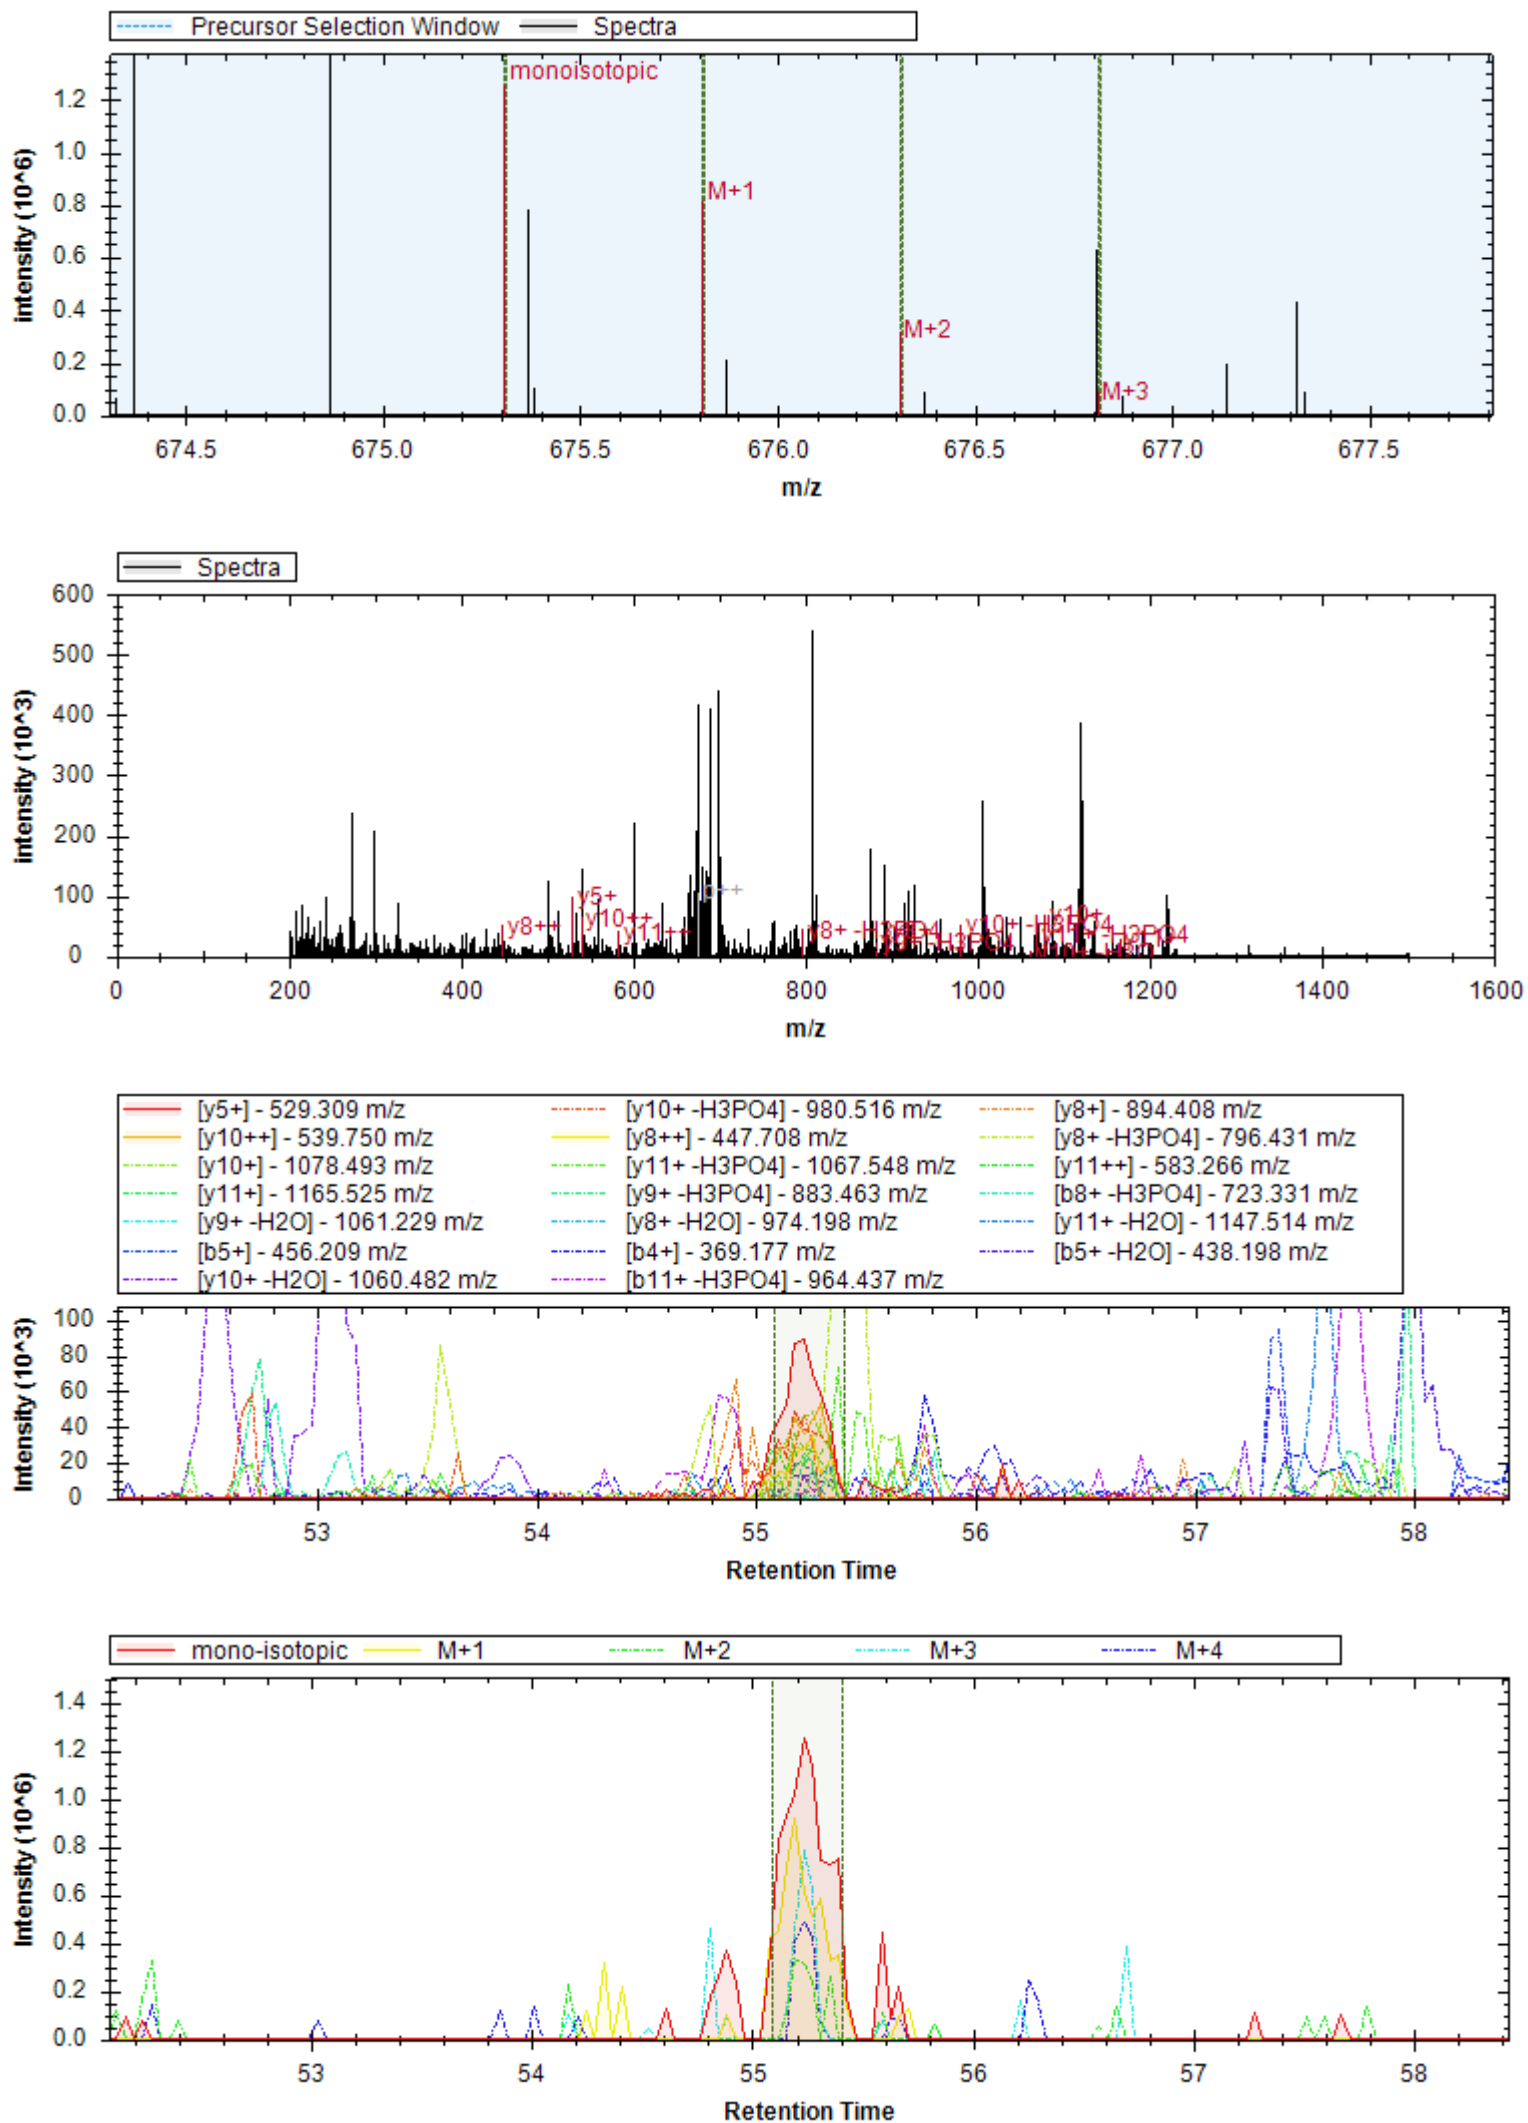 Precursor Selection Window Spectra
monoisotopic
M+1
M+2
M+3
intensity (10^6)
1.2
1.0
0.8
0.6
0.4
0.2
0.0
674.5 675.0 675.5 676.0 676.5 677.0 677.5
m/z
Spectra
intensity (10^3)
600
500
400
300
200
100
0
y8++ y5+ y10++ y11++
0 200 400 600 800 1000 1200 1400 1600
m/z
[y5+] - 529.309 m/z [y10+ -H3PO4] - 980.516 m/z [y8+] - 894.408 m/z
[y10++] - 539.750 m/z [y8++] - 447.708 m/z [y8+ -H3PO4] - 796.431 m/z
[y10+] - 1078.493 m/z [y11+ -H3PO4] - 1067.548 m/z [y11++] - 583.266 m/z
[y11+] - 1165.525 m/z [y9+ -H3PO4] - 883.463 m/z [b8+ -H3PO4] - 723.331 m/z
[y9+ -H2O] - 1061.229 m/z [y8+ -H2O] - 974.198 m/z [y11+ -H2O] - 1147.514 m/z
[b5+] - 456.209 m/z [b4+] - 369.177 m/z [b5+ -H2O] - 438.198 m/z
[y10+ -H2O] - 1060.482 m/z [b11+ -H3PO4] - 964.437 m/z
Intensity (10^3)
100
80
60
40
20
0
53 54 55 56 57 58
Retention Time
mono-isotopic M+1 M+2 M+3 M+4
Intensity (10^6)
1.4
1.2
1.0
0.8
0.6
0.4
0.2
0.0
53 54 55 56 57 58
Retention Time